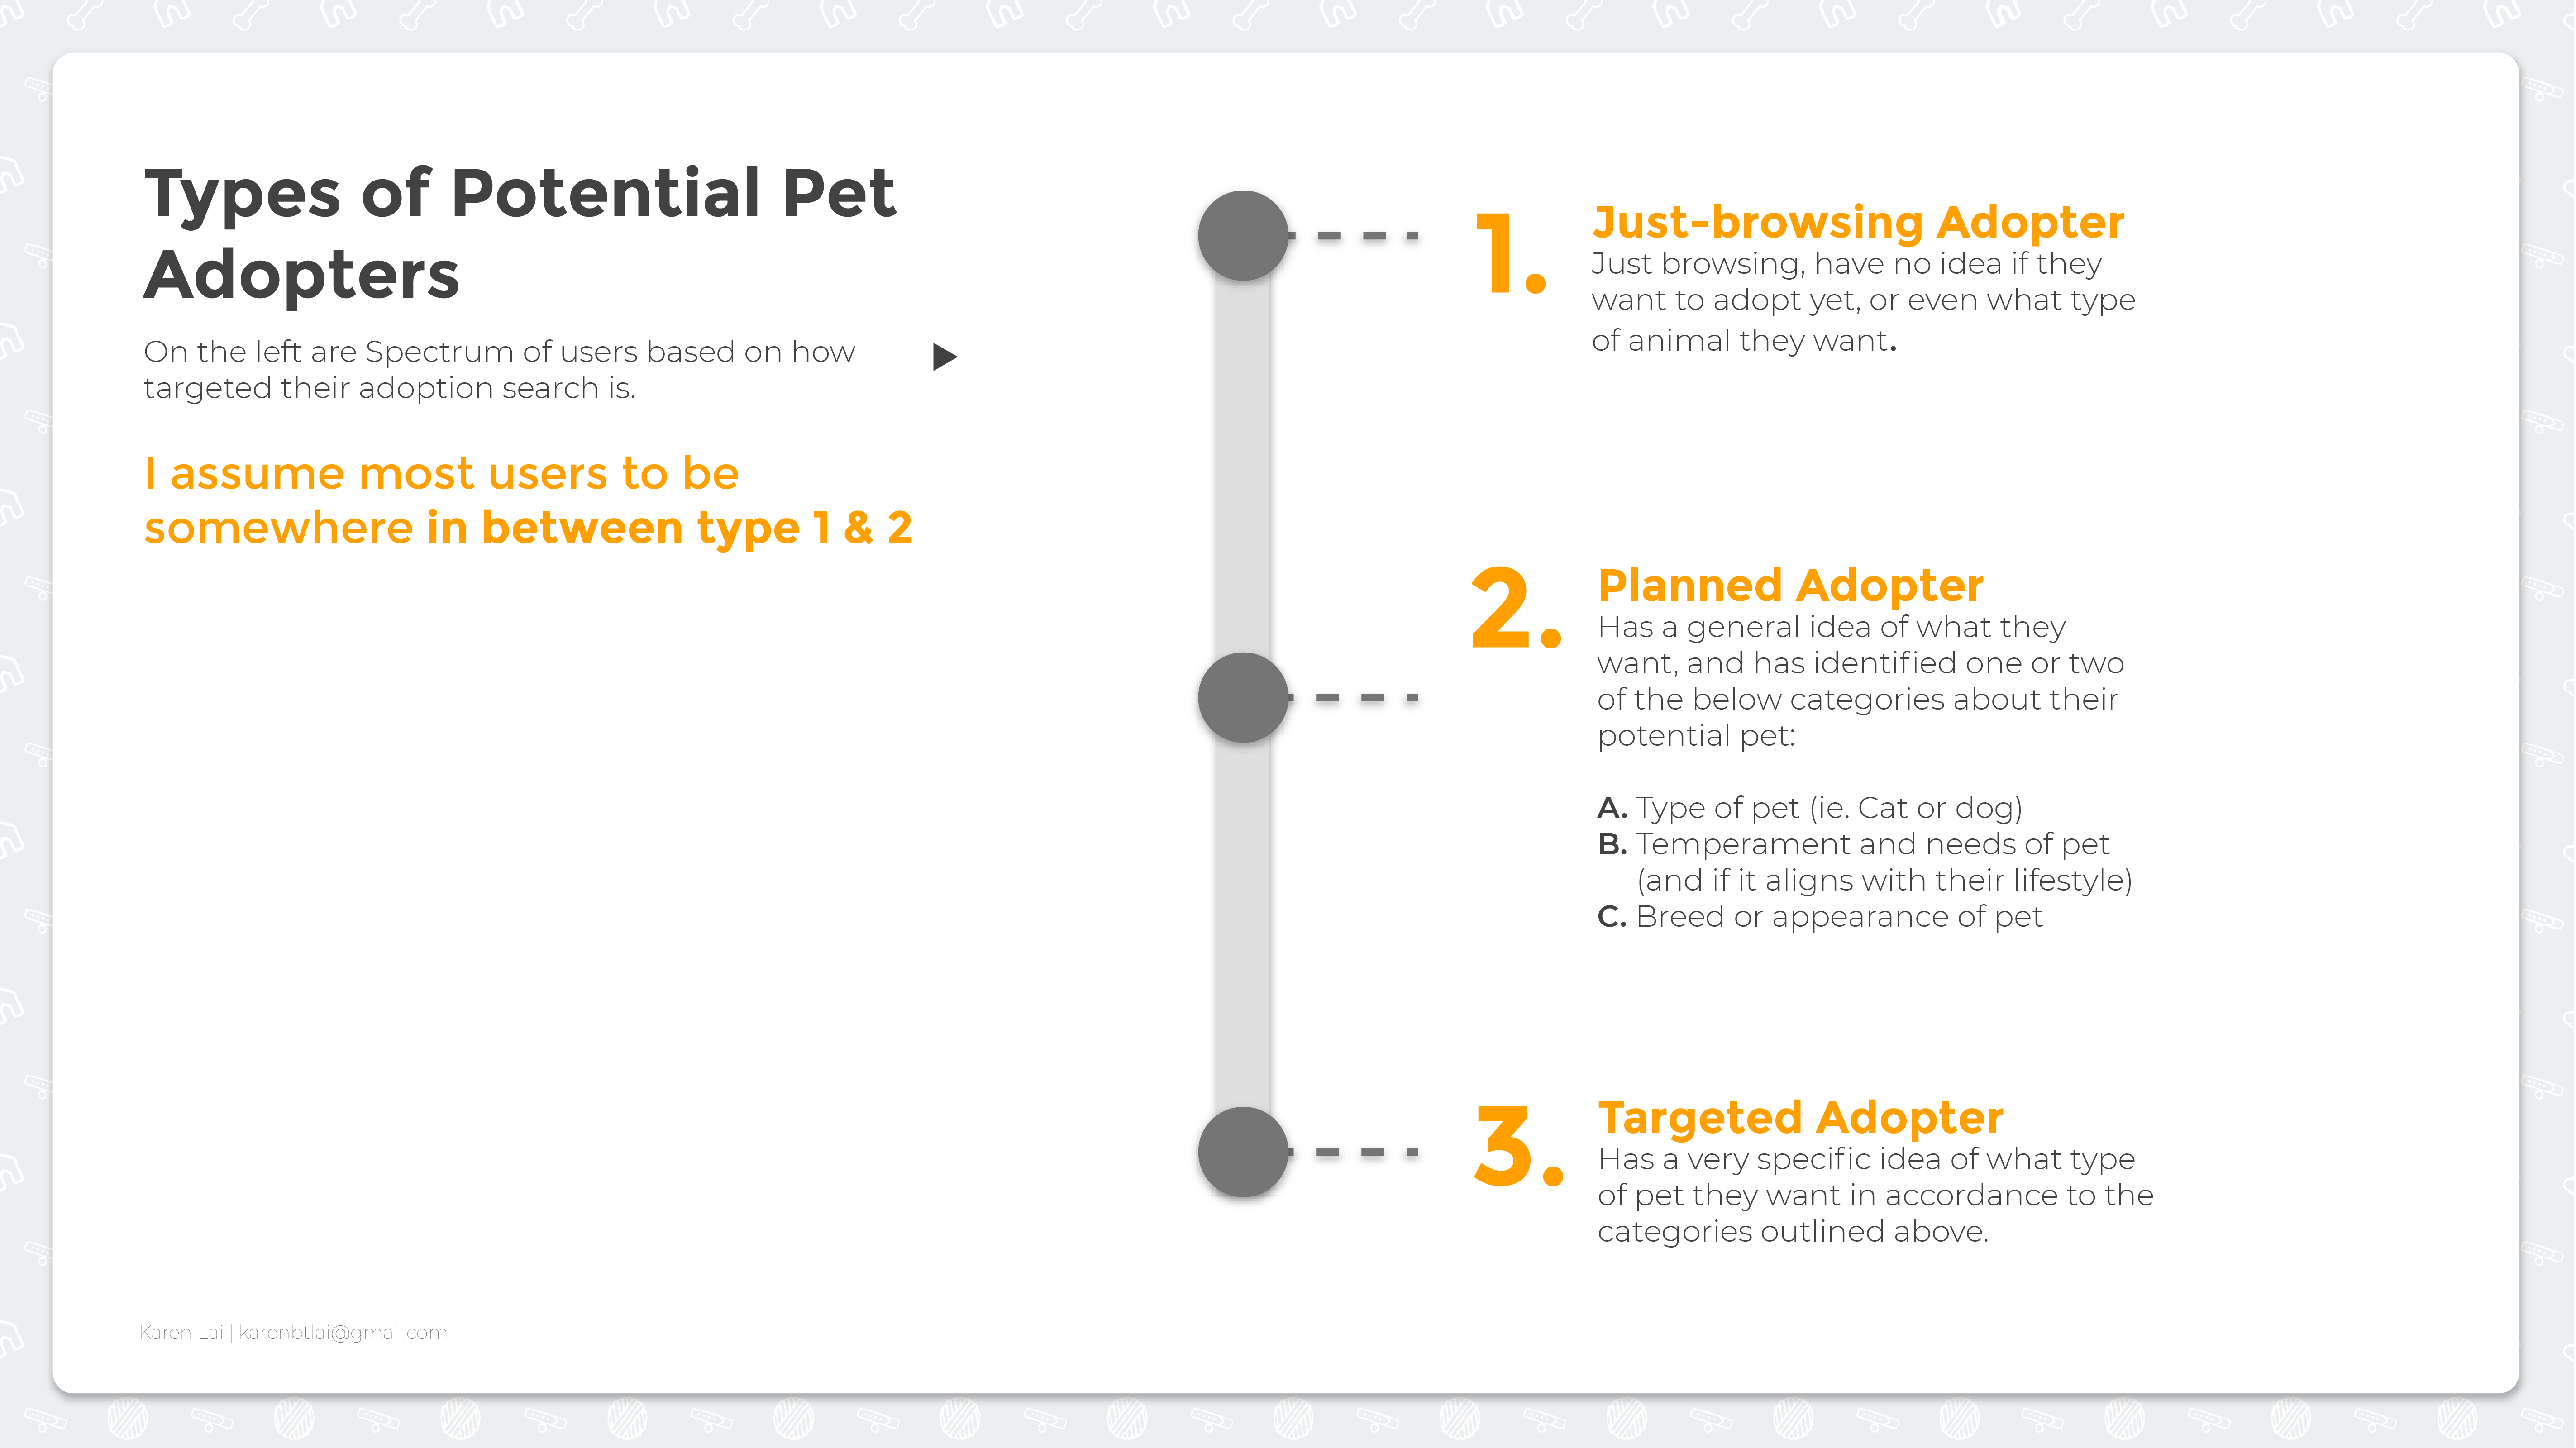 Types of Potential Pet
Adopters
On the left are Spectrum of users based on how
targeted their adoption search is.
I assume most users to be
somewhere in between type 1 & 2
1.
Just-browsing Adopter
Just browsing, have no idea if they
want to adopt yet, or even what type
of animal they want.
2.
Planned Adopter
Has a general idea of what they
want, and has identified one or two
of the below categories about their
potential pet:
A. Type of pet (ie. Cat or dog)
B. Temperament and needs of pet
(and if it aligns with their lifestyle)
C. Breed or appearance of pet
3.
Targeted Adopter
Has a very specific idea of what type
of pet they want in accordance to the
categories outlined above.
Karen Lai | karenbtlai@gmail.com